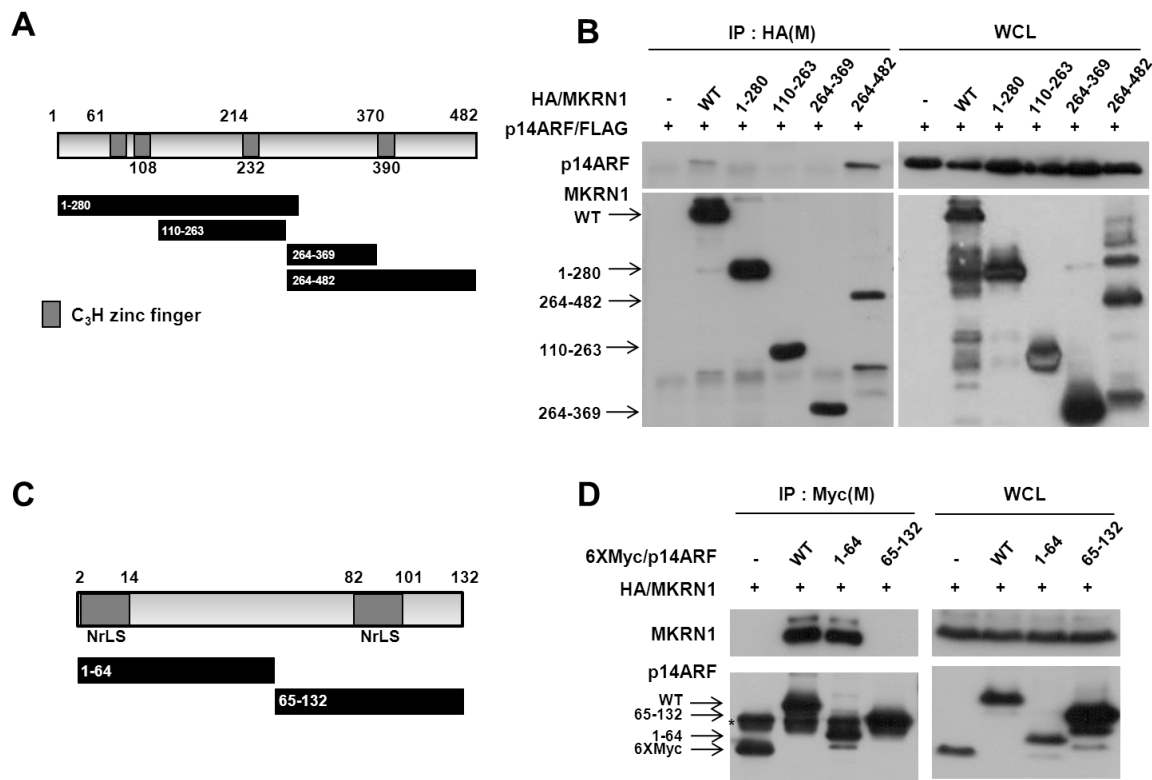 A
1 61 214 370 482
108 232 390
1-280
110-263
264-369
264-482
C3H zinc finger
B
IP : HA(M) WCL
HA/MKRN1 - WT 1-280 110-263 264-369 264-482 - WT 1-280 110-263 264-369 264-482
p14ARF/FLAG + + + + + + + + + + + +
p14ARF
MKRN1
WT
1-280
264-482
110-263
264-369
C
2 14 82 101 132
NrLS NrLS
1-64
65-132
D
IP : Myc(M) WCL
6XMyc/p14ARF - WT 1-64 65-132 - WT 1-64 65-132
HA/MKRN1 + + + + + + + +
MKRN1
p14ARF
WT
65-132
*
1-64
6XMyc